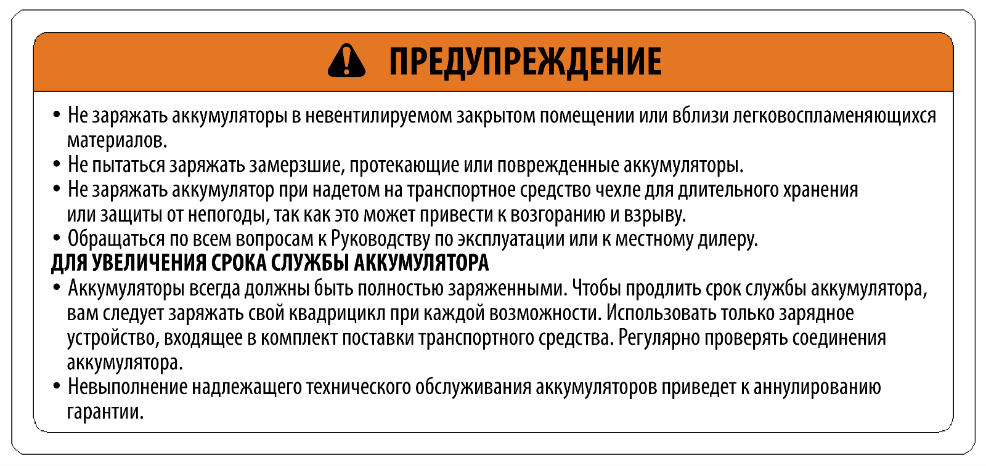 ПРЕДУПРЕЖДЕНИЕ
• Не заряжать аккумуляторы в невентилируемом закрытом помещении или вблизи легковоспламеняющихся
материалов.
• Не пытаться заряжать замерзшие, протекающие или поврежденные аккумуляторы.
• Не заряжать аккумулятор при надетом на транспортное средство чехле для длительного хранения
или защиты от непогоды, так как это может привести к возгоранию и взрыву.
• Обращаться по всем вопросам к Руководству по эксплуатации или к местному дилеру.
ДЛЯ УВЕЛИЧЕНИЯ СРОКА СЛУЖБЫ АККУМУЛЯТОРА
• Аккумуляторы всегда должны быть полностью заряженными. Чтобы продлить срок службы аккумулятора,
вам следует заряжать свой квадрицикл при каждой возможности. Использовать только зарядное
устройство, входящее в комплект поставки транспортного средства. Регулярно проверять соединения
аккумулятора.
• Невыполнение надлежащего технического обслуживания аккумуляторов приведет к аннулированию
гарантии.